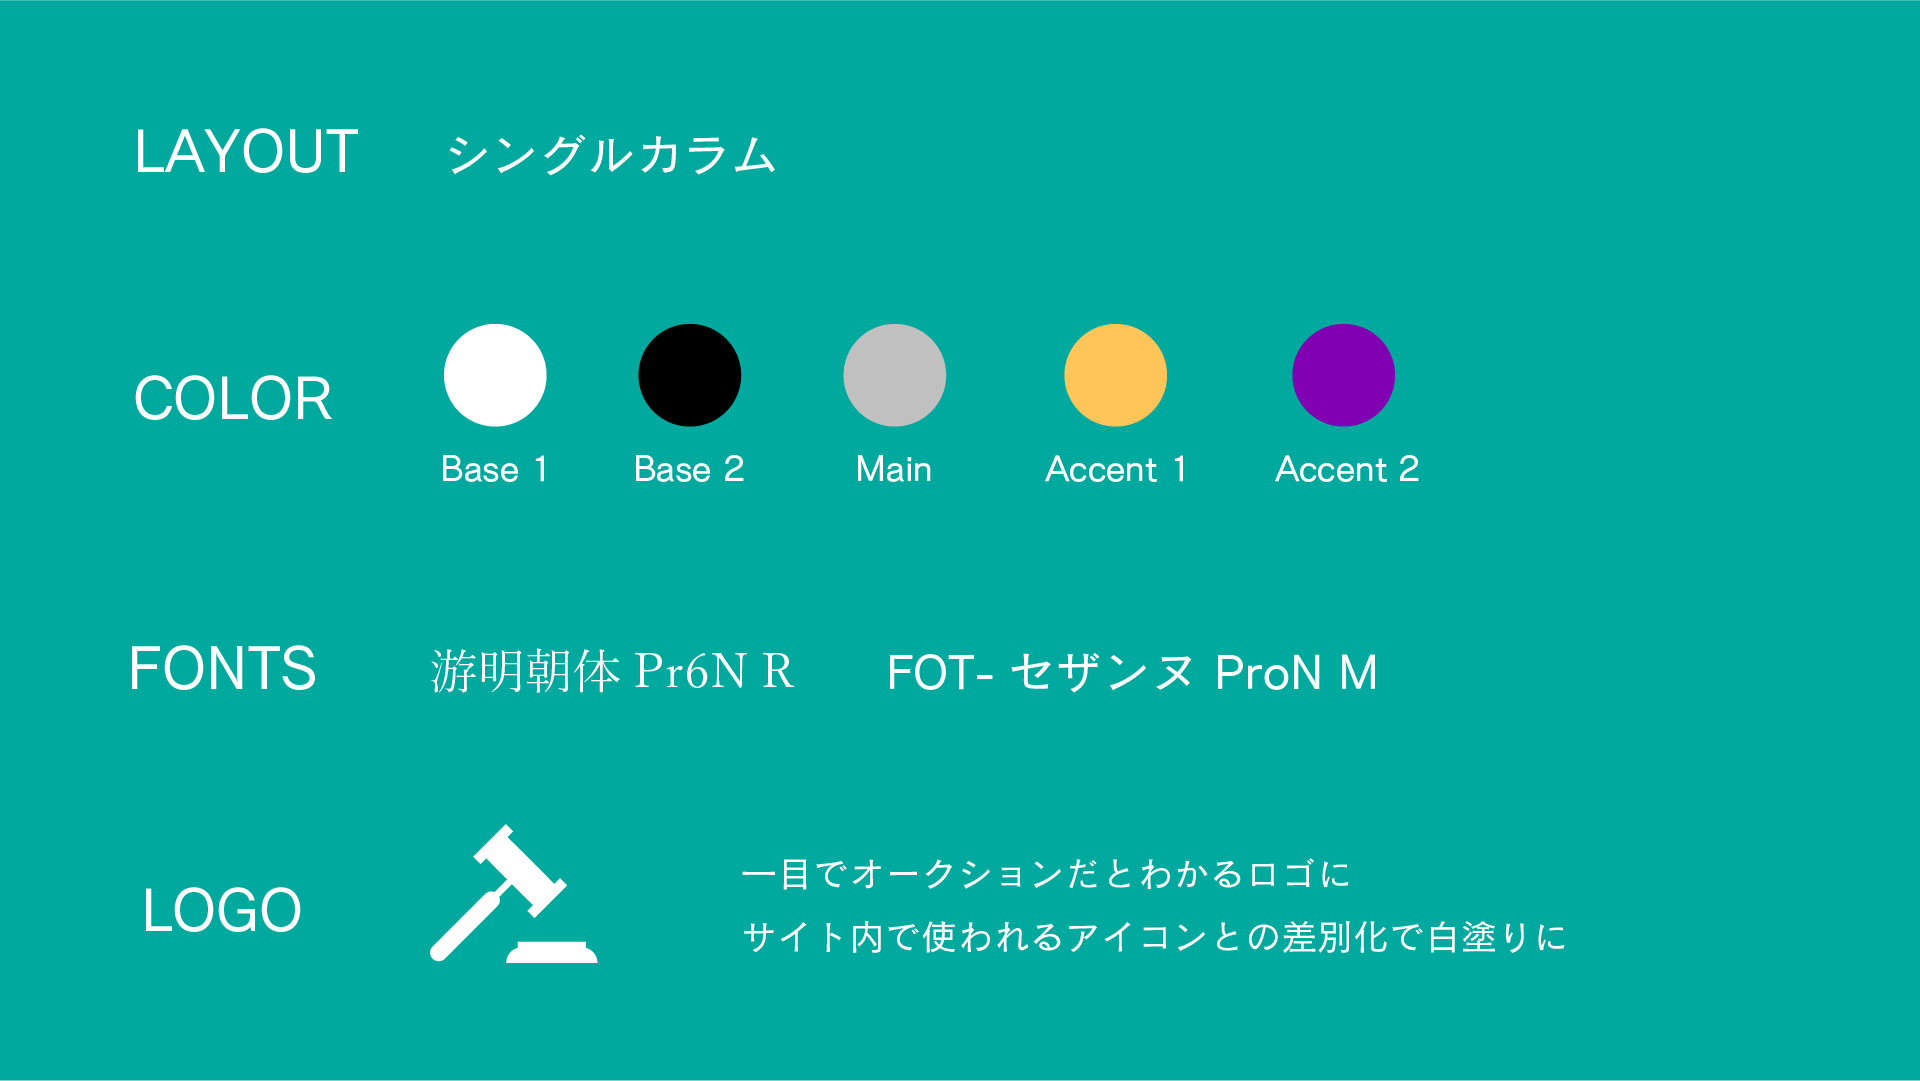 LAYOUT シングルカラム
COLOR
Base 1 Base 2 Main Accent 1 Accent 2
FONTS 游明朝体 Pr6N R FOT- セザンヌ ProN M
LOGO
一目でオークションだとわかるロゴに
サイト内で使われるアイコンとの差別化で白塗りに